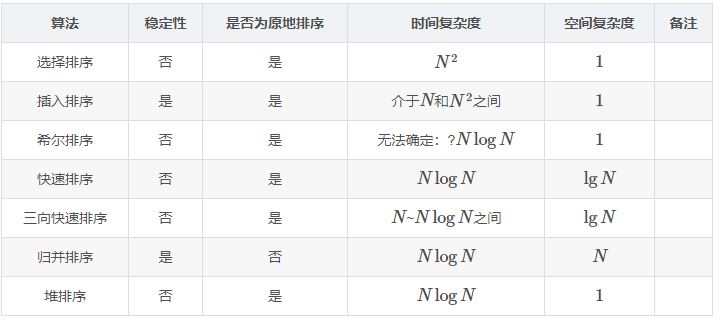 算法 稳定性 是否为原地排序 时间复杂度 空间复杂度 备注
选择排序 否 是 N² 1
插入排序 是 是 介于N和N²之间 1
希尔排序 否 是 无法确定：?N log N 1
快速排序 否 是 N log N lg N
三向快速排序 否 是 N~N log N之间 lg N
归并排序 是 否 N log N N
堆排序 否 是 N log N 1